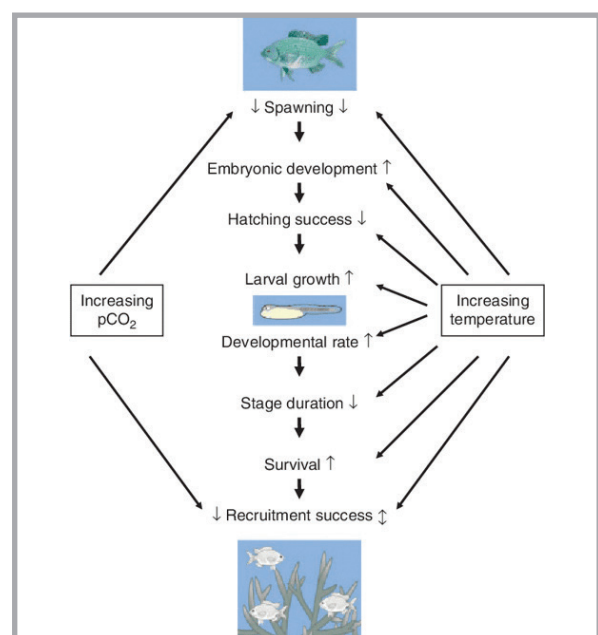 ↓ Spawning ↓
Embryonic development ↑
Hatching success ↓
Larval growth ↑
Increasing
pCO₂
Increasing
temperature
Developmental rate ↑
Stage duration ↓
Survival ↑
↓ Recruitment success ↕